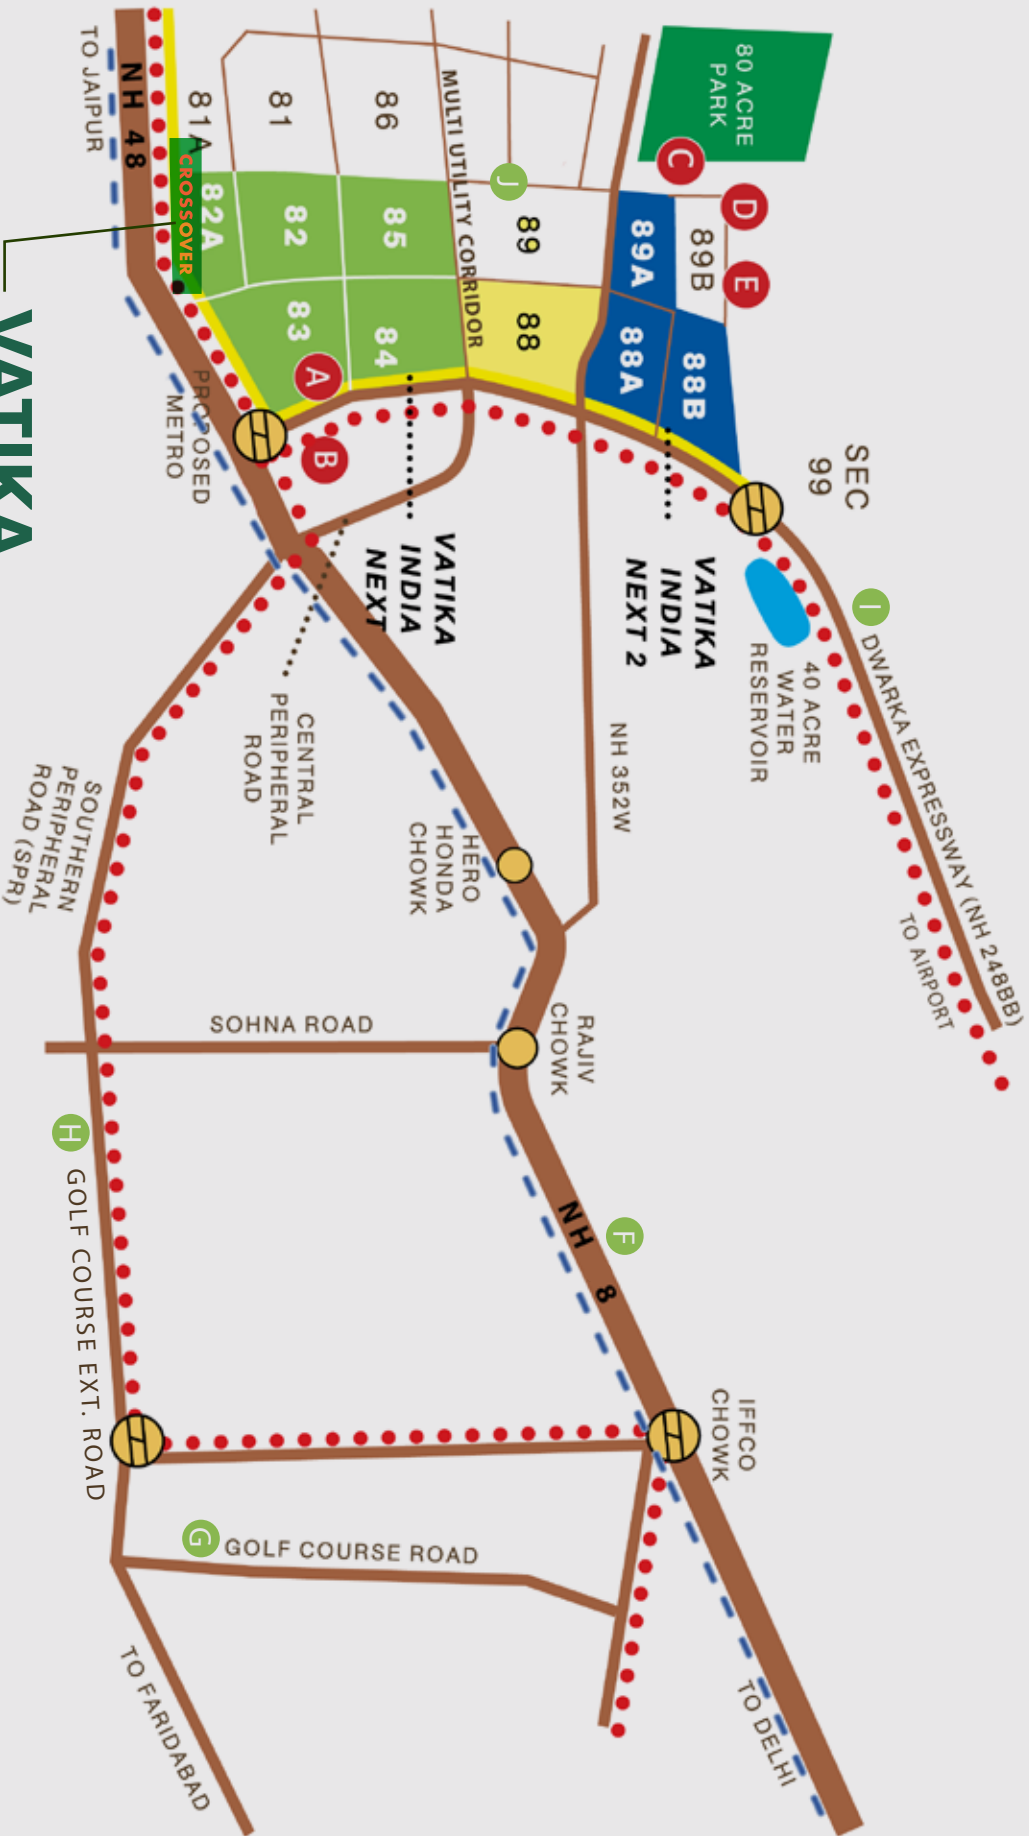 80 ACRE
PARK
C
D
E
89B
89A
88A
88B
SEC
99
I
DWARKA EXPRESSWAY (NH 248BB)
TO AIRPORT
40 ACRE
WATER
RESERVOIR
VATIKA
INDIA
NEXT 2
NH 352W
J
89
88
MULTI UTILITY CORRIDOR
86
85
84
81
82
83
81A
82A
A
B
VATIKA
INDIA
NEXT
NH 48
CROSSOVER
TO JAIPUR
PROPOSED
METRO
CENTRAL
PERIPHERAL
ROAD
HERO
HONDA
CHOWK
RAJIV
CHOWK
SOHNA ROAD
SOUTHERN
PERIPHERAL
ROAD (SPR)
H
GOLF COURSE EXT. ROAD
F
NH 8
IFFCO
CHOWK
G
GOLF COURSE ROAD
TO DELHI
TO FARIDABAD
VATIKA